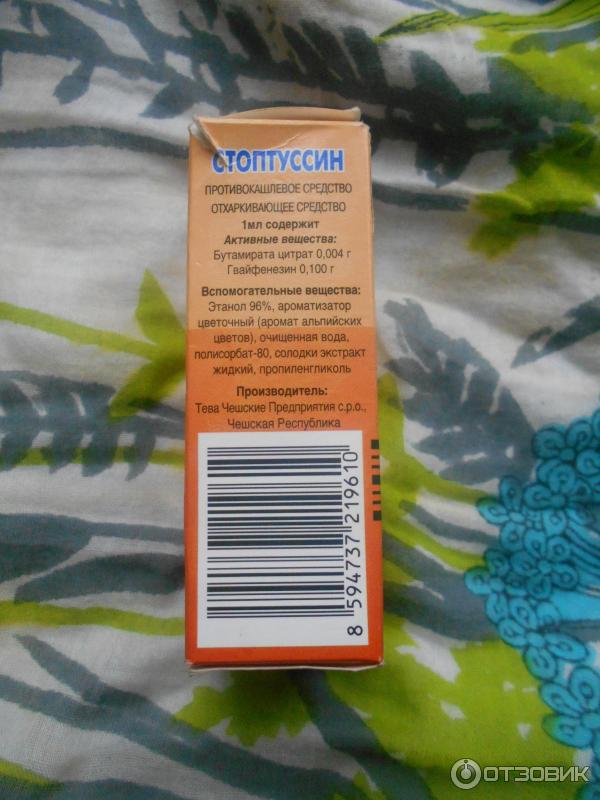 СТОПТУССИН
ПРОТИВОКАШЛЕВОЕ СРЕДСТВО
ОТХАРКИВАЮЩЕЕ СРЕДСТВО
1мл содержит
Активные вещества:
Бутамирата цитрат 0,004 г
Гвайфенезин 0,100 г
Вспомогательные вещества:
Этанол 96%, ароматизатор
цветочный (аромат альпийских
цветов), очищенная вода,
полисорбат-80, солодки экстракт
жидкий, пропиленгликоль
Производитель:
Тева Чешские Предприятия с.р.о.,
Чешская Республика
8 594737 219610
ОТЗОВИК